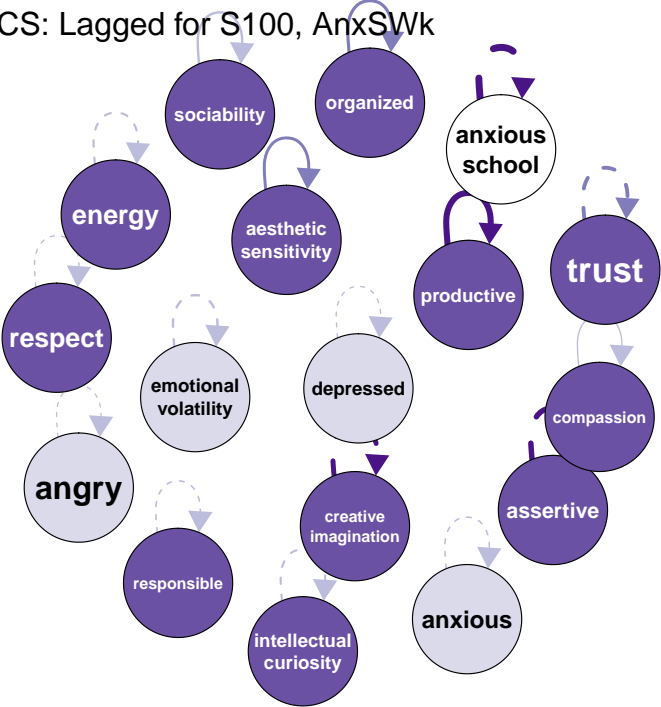 CS: Lagged for S100, AnxSWk
sociability
organized
anxious
school
energy
aesthetic
sensitivity
trust
productive
respect
emotional
volatility
depressed
compassion
angry
creative
imagination
assertive
responsible
anxious
intellectual
curiosity